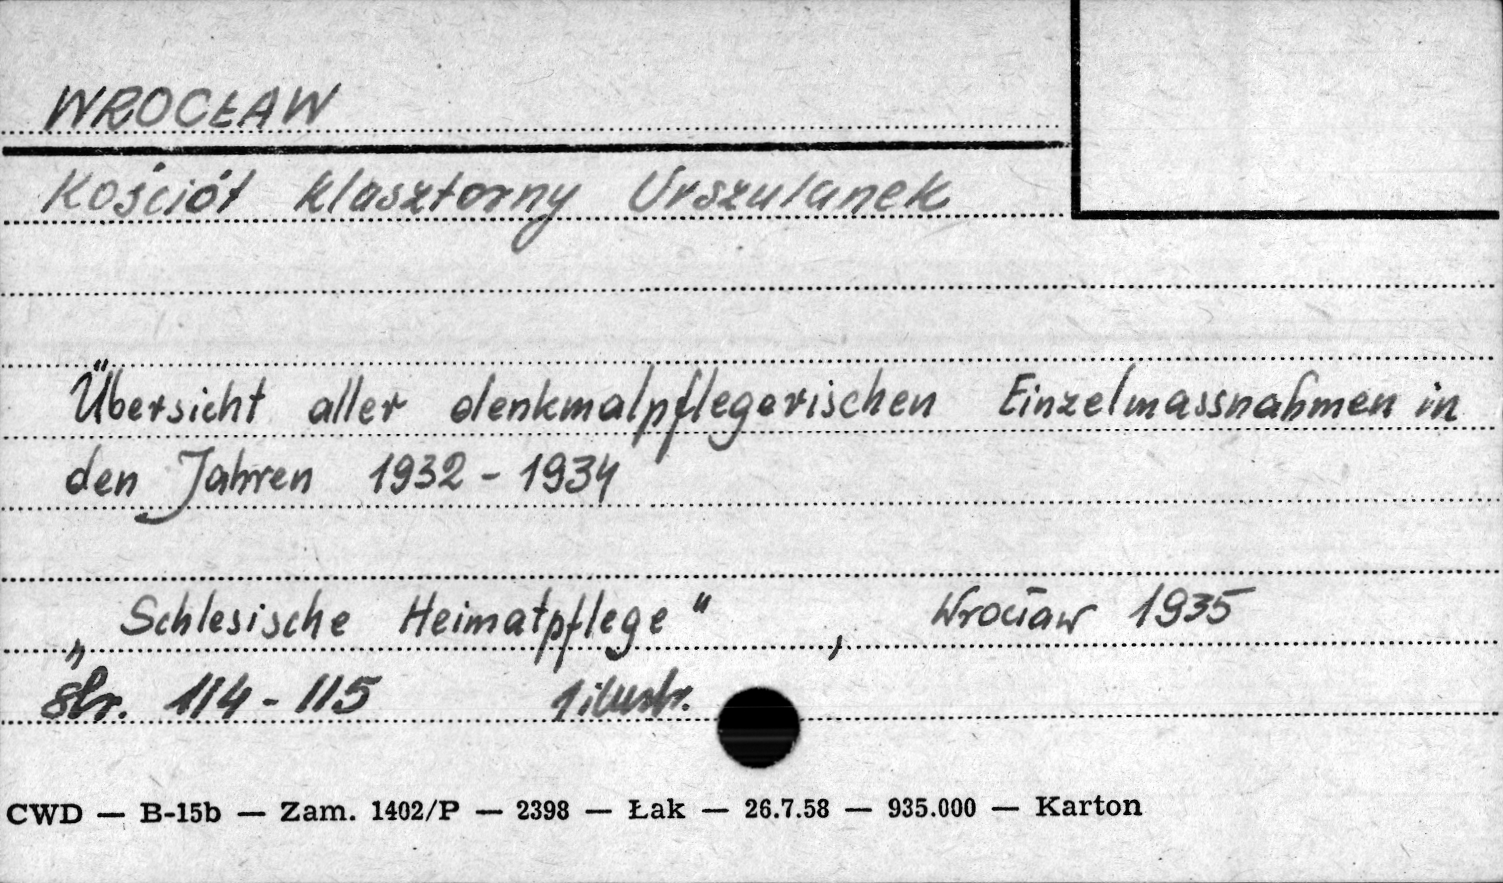 WROCŁAW
Kościół klasztorny Urszulanek
Übersicht aller denkmalpflegerischen Einzelmassnahmen in
den Jahren 1932 - 1934
„Schlesische Heimatpflege“, Wrocław 1935
str. 114 - 115 1 ilustr.
CWD — B-15b — Zam. 1402/P — 2398 — Łak — 26.7.58 — 935.000 — Karton